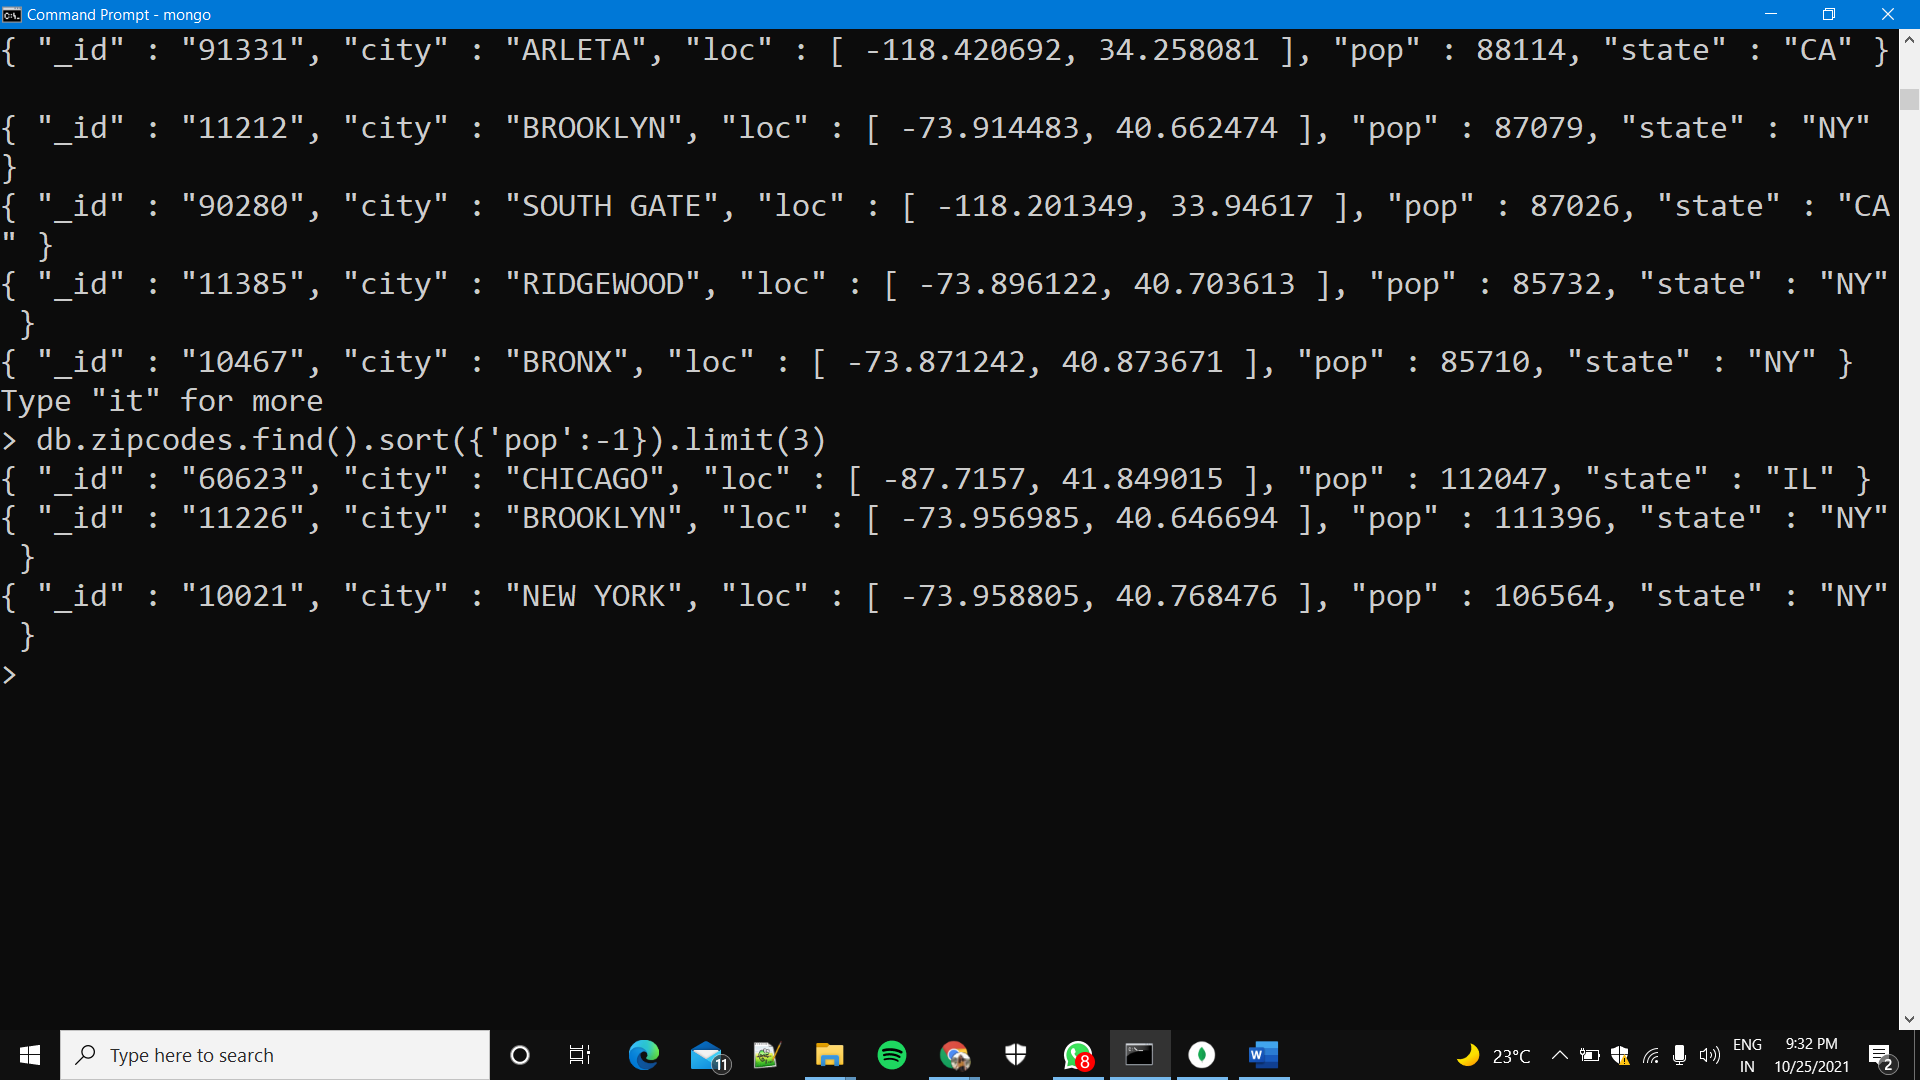 Command Prompt - mongo
{ "_id" : "91331", "city" : "ARLETA", "loc" : [ -118.420692, 34.258081 ], "pop" : 88114, "state" : "CA" }
{ "_id" : "11212", "city" : "BROOKLYN", "loc" : [ -73.914483, 40.662474 ], "pop" : 87079, "state" : "NY"
}
{ "_id" : "90280", "city" : "SOUTH GATE", "loc" : [ -118.201349, 33.94617 ], "pop" : 87026, "state" : "CA
" }
{ "_id" : "11385", "city" : "RIDGEWOOD", "loc" : [ -73.896122, 40.703613 ], "pop" : 85732, "state" : "NY"
 }
{ "_id" : "10467", "city" : "BRONX", "loc" : [ -73.871242, 40.873671 ], "pop" : 85710, "state" : "NY" }
Type "it" for more
> db.zipcodes.find().sort({'pop':-1}).limit(3)
{ "_id" : "60623", "city" : "CHICAGO", "loc" : [ -87.7157, 41.849015 ], "pop" : 112047, "state" : "IL" }
{ "_id" : "11226", "city" : "BROOKLYN", "loc" : [ -73.956985, 40.646694 ], "pop" : 111396, "state" : "NY"
 }
{ "_id" : "10021", "city" : "NEW YORK", "loc" : [ -73.958805, 40.768476 ], "pop" : 106564, "state" : "NY"
 }
>
Type here to search
11
8
23°C
ENG
IN
9:32 PM
10/25/2021
2